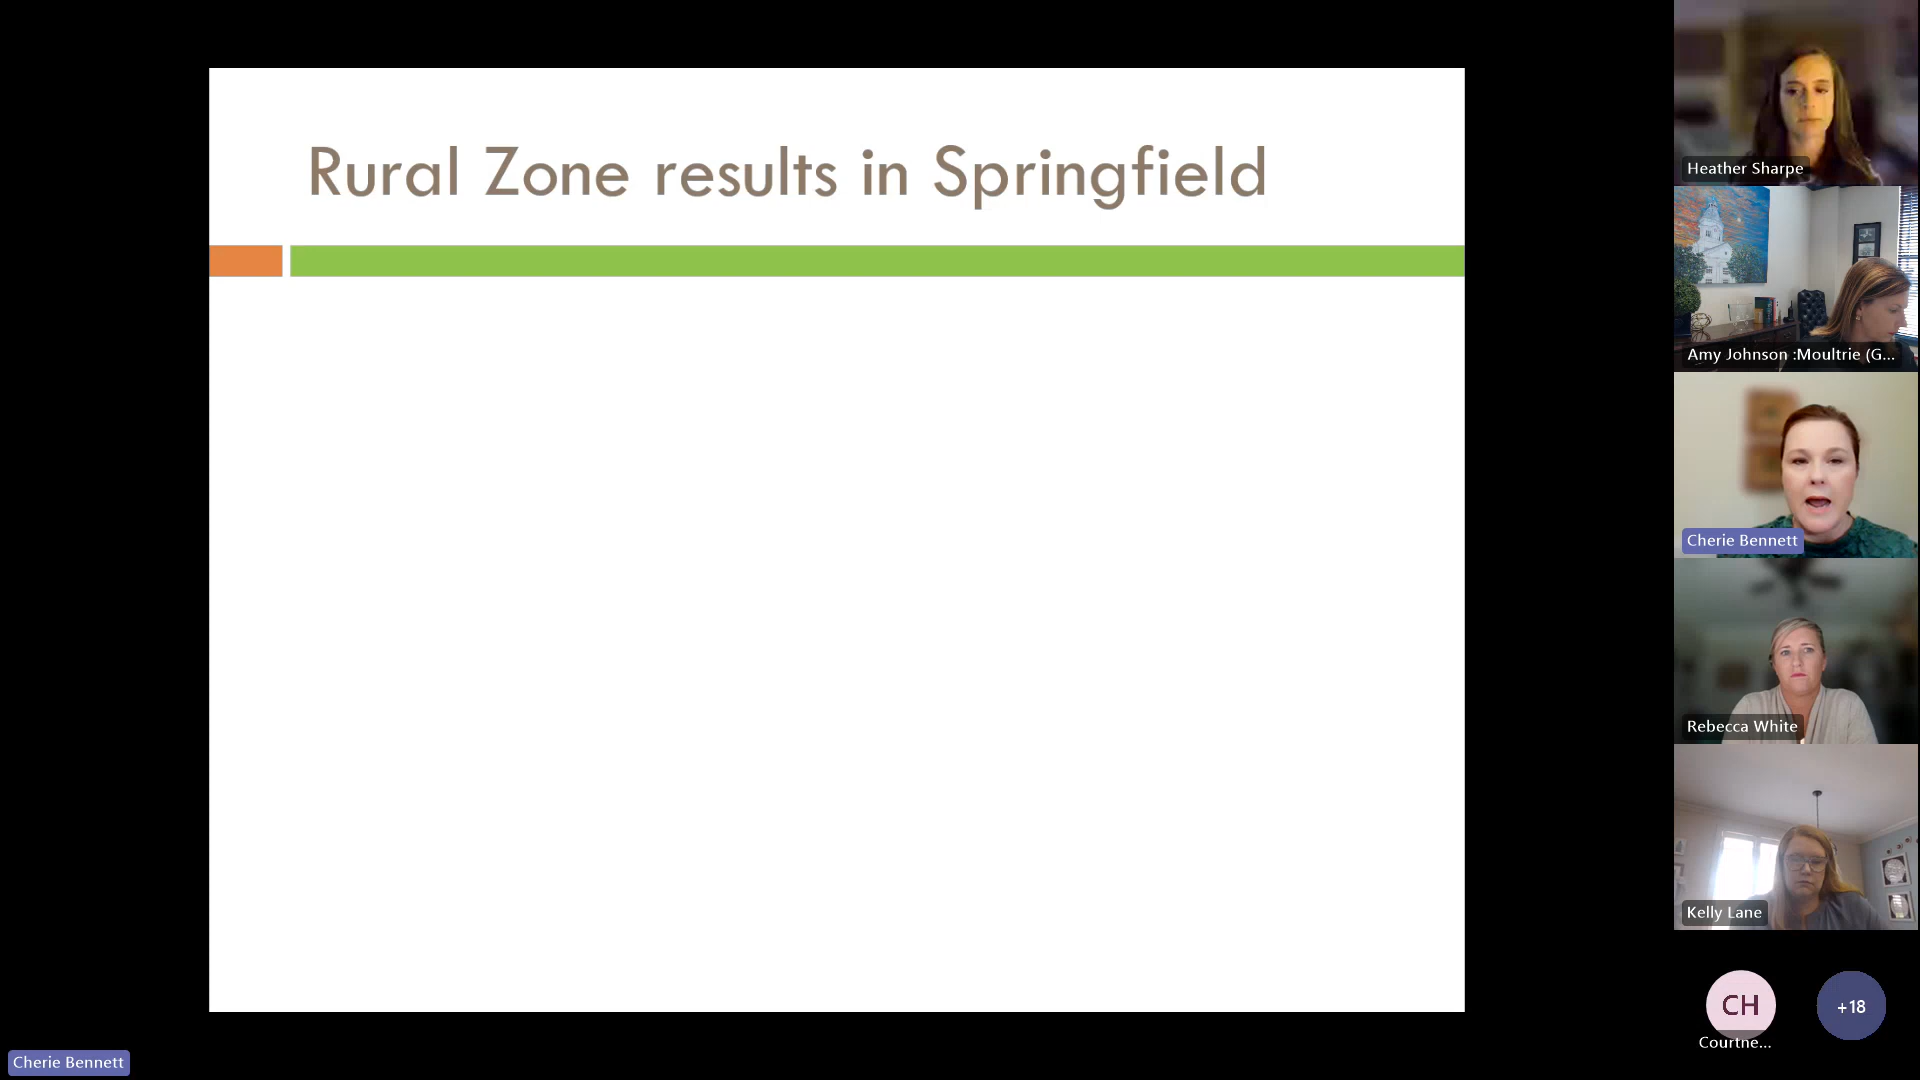 Rural Zone results in Springfield
Heather Sharpe
Amy Johnson :Moultrie (G...
Cherie Bennett
Rebecca White
Kelly Lane
CH
+18
Courtne...
Cherie Bennett